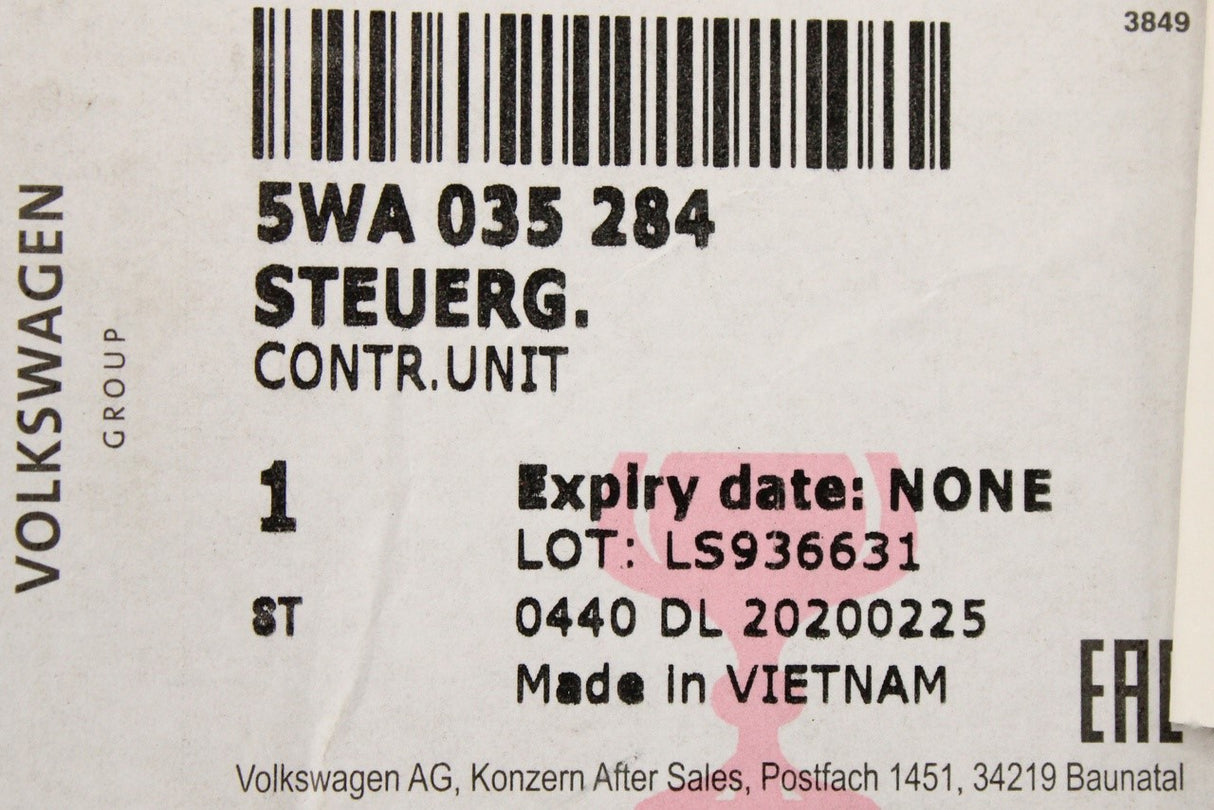 3849
VOLKSWAGEN
GROUP
5WA 035 284
STEUERG.
CONTR.UNIT
1
Expiry date: NONE
LOT: LS936631
ST
0440 DL 20200225
Made in VIETNAM
EAC
Volkswagen AG, Konzern After Sales, Postfach 1451, 34219 Baunatal